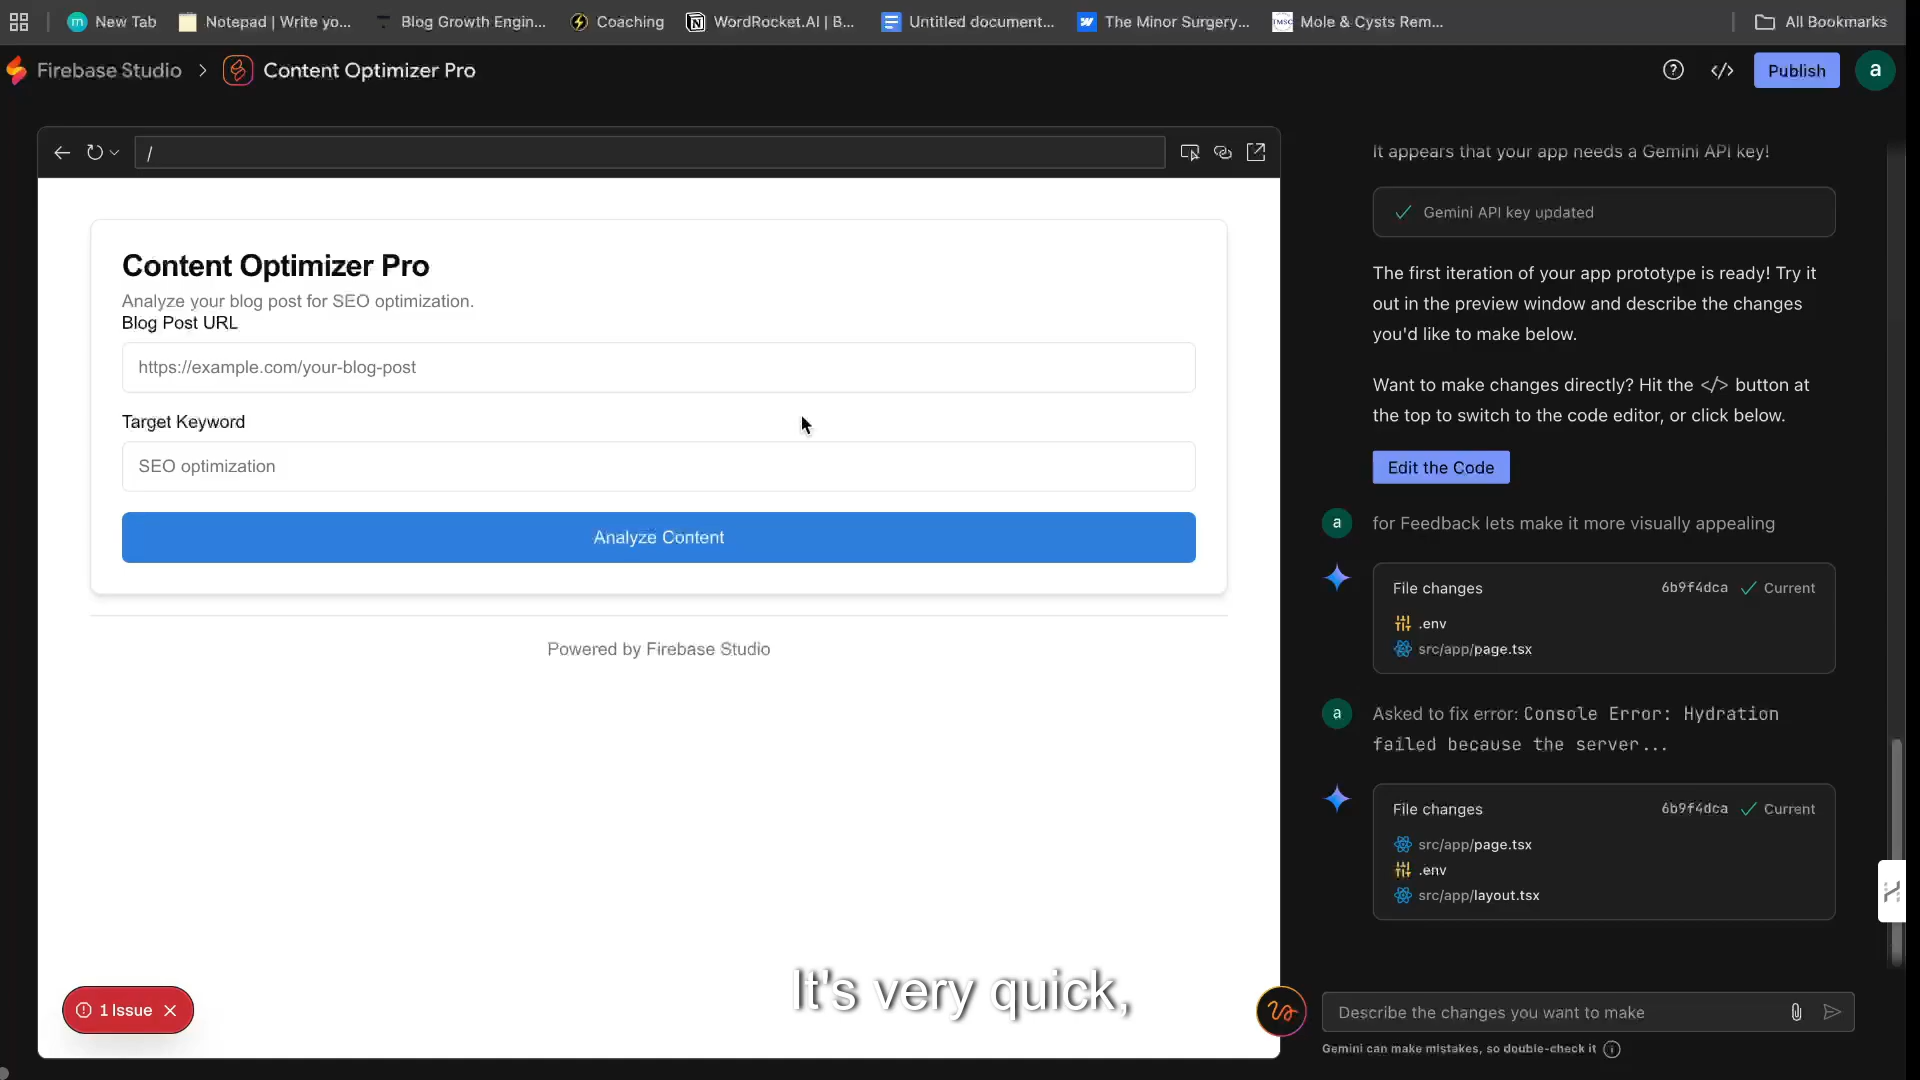 m New Tab
Notepad | Write yo...
Blog Growth Engin...
Coaching
WordRocket.AI | B...
Untitled document...
The Minor Surgery...
TMSC Mole & Cysts Rem...
All Bookmarks
Firebase Studio > Content Optimizer Pro
</>
Publish
a
/
Content Optimizer Pro
Analyze your blog post for SEO optimization.
Blog Post URL
https://example.com/your-blog-post
Target Keyword
SEO optimization
Analyze Content
Powered by Firebase Studio
1 Issue
It's very quick,
It appears that your app needs a Gemini API key!
Gemini API key updated
The first iteration of your app prototype is ready! Try it
out in the preview window and describe the changes
you'd like to make below.
Want to make changes directly? Hit the </> button at
the top to switch to the code editor, or click below.
Edit the Code
a for Feedback lets make it more visually appealing
File changes 6b9f4dca Current
.env
src/app/page.tsx
a Asked to fix error: Console Error: Hydration
failed because the server...
File changes 6b9f4dca Current
src/app/page.tsx
.env
src/app/layout.tsx
Describe the changes you want to make
Gemini can make mistakes, so double-check it